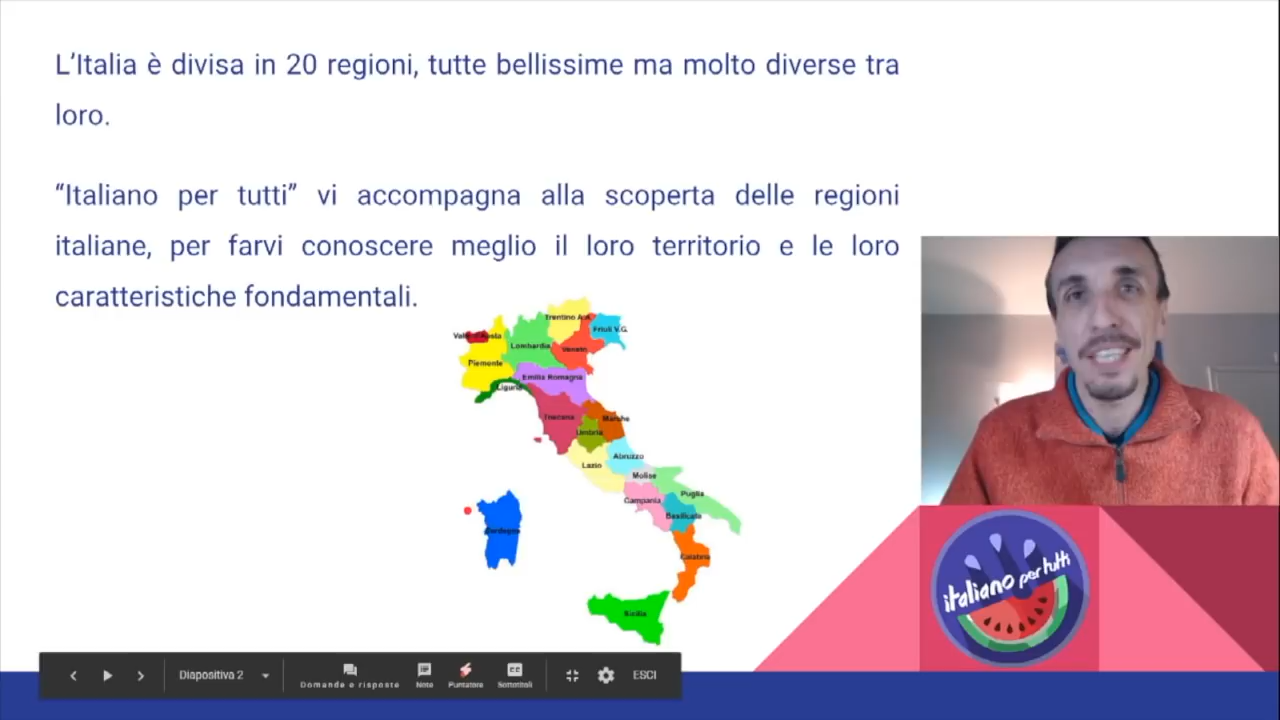 L'Italia è divisa in 20 regioni, tutte bellissime ma molto diverse tra
loro.
“Italiano per tutti” vi accompagna alla scoperta delle regioni
italiane, per farvi conoscere meglio il loro territorio e le loro
caratteristiche fondamentali.
Trentino A.A.
Friuli V.G.
Valle d'Aosta
Lombardia
Veneto
Piemonte
Emilia Romagna
Liguria
Toscana
Marche
Umbria
Abruzzo
Lazio
Molise
Puglia
Campania
Basilicata
Sardegna
Calabria
Sicilia
italiano per tutti
Diapositiva 2
Domande e risposte
Note
Puntatore
Sottotitoli
ESCI